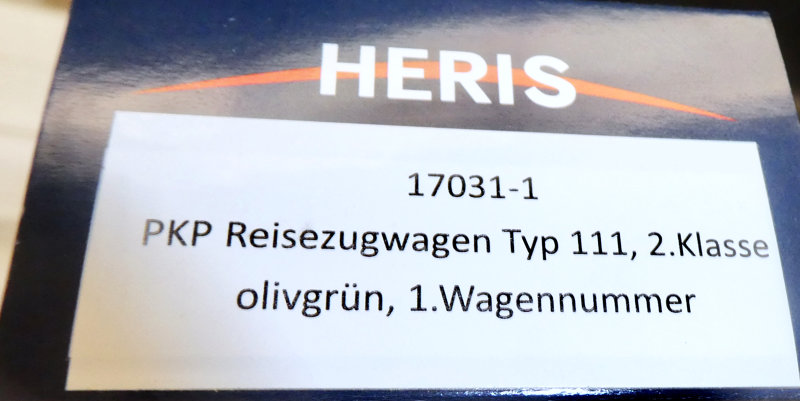 HERIS
17031-1
PKP Reisezugwagen Typ 111, 2.Klasse
olivgrün, 1.Wagennummer